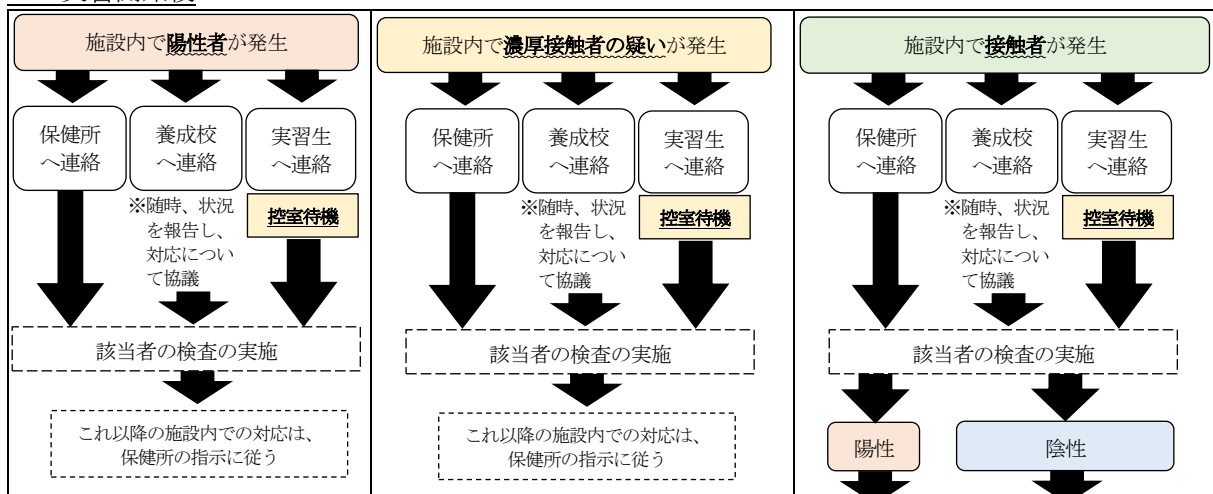 施設内で陽性者が発生
保健所
へ連絡
養成校
へ連絡
実習生
へ連絡
※随時、状況
を報告し、
対応につい
て協議
控室待機
該当者の検査の実施
これ以降の施設内での対応は、
保健所の指示に従う
施設内で濃厚接触者の疑いが発生
保健所
へ連絡
養成校
へ連絡
実習生
へ連絡
※随時、状況
を報告し、
対応につい
て協議
控室待機
該当者の検査の実施
これ以降の施設内での対応は、
保健所の指示に従う
施設内で接触者が発生
保健所
へ連絡
養成校
へ連絡
実習生
へ連絡
※随時、状況
を報告し、
対応につい
て協議
控室待機
該当者の検査の実施
陽性
陰性